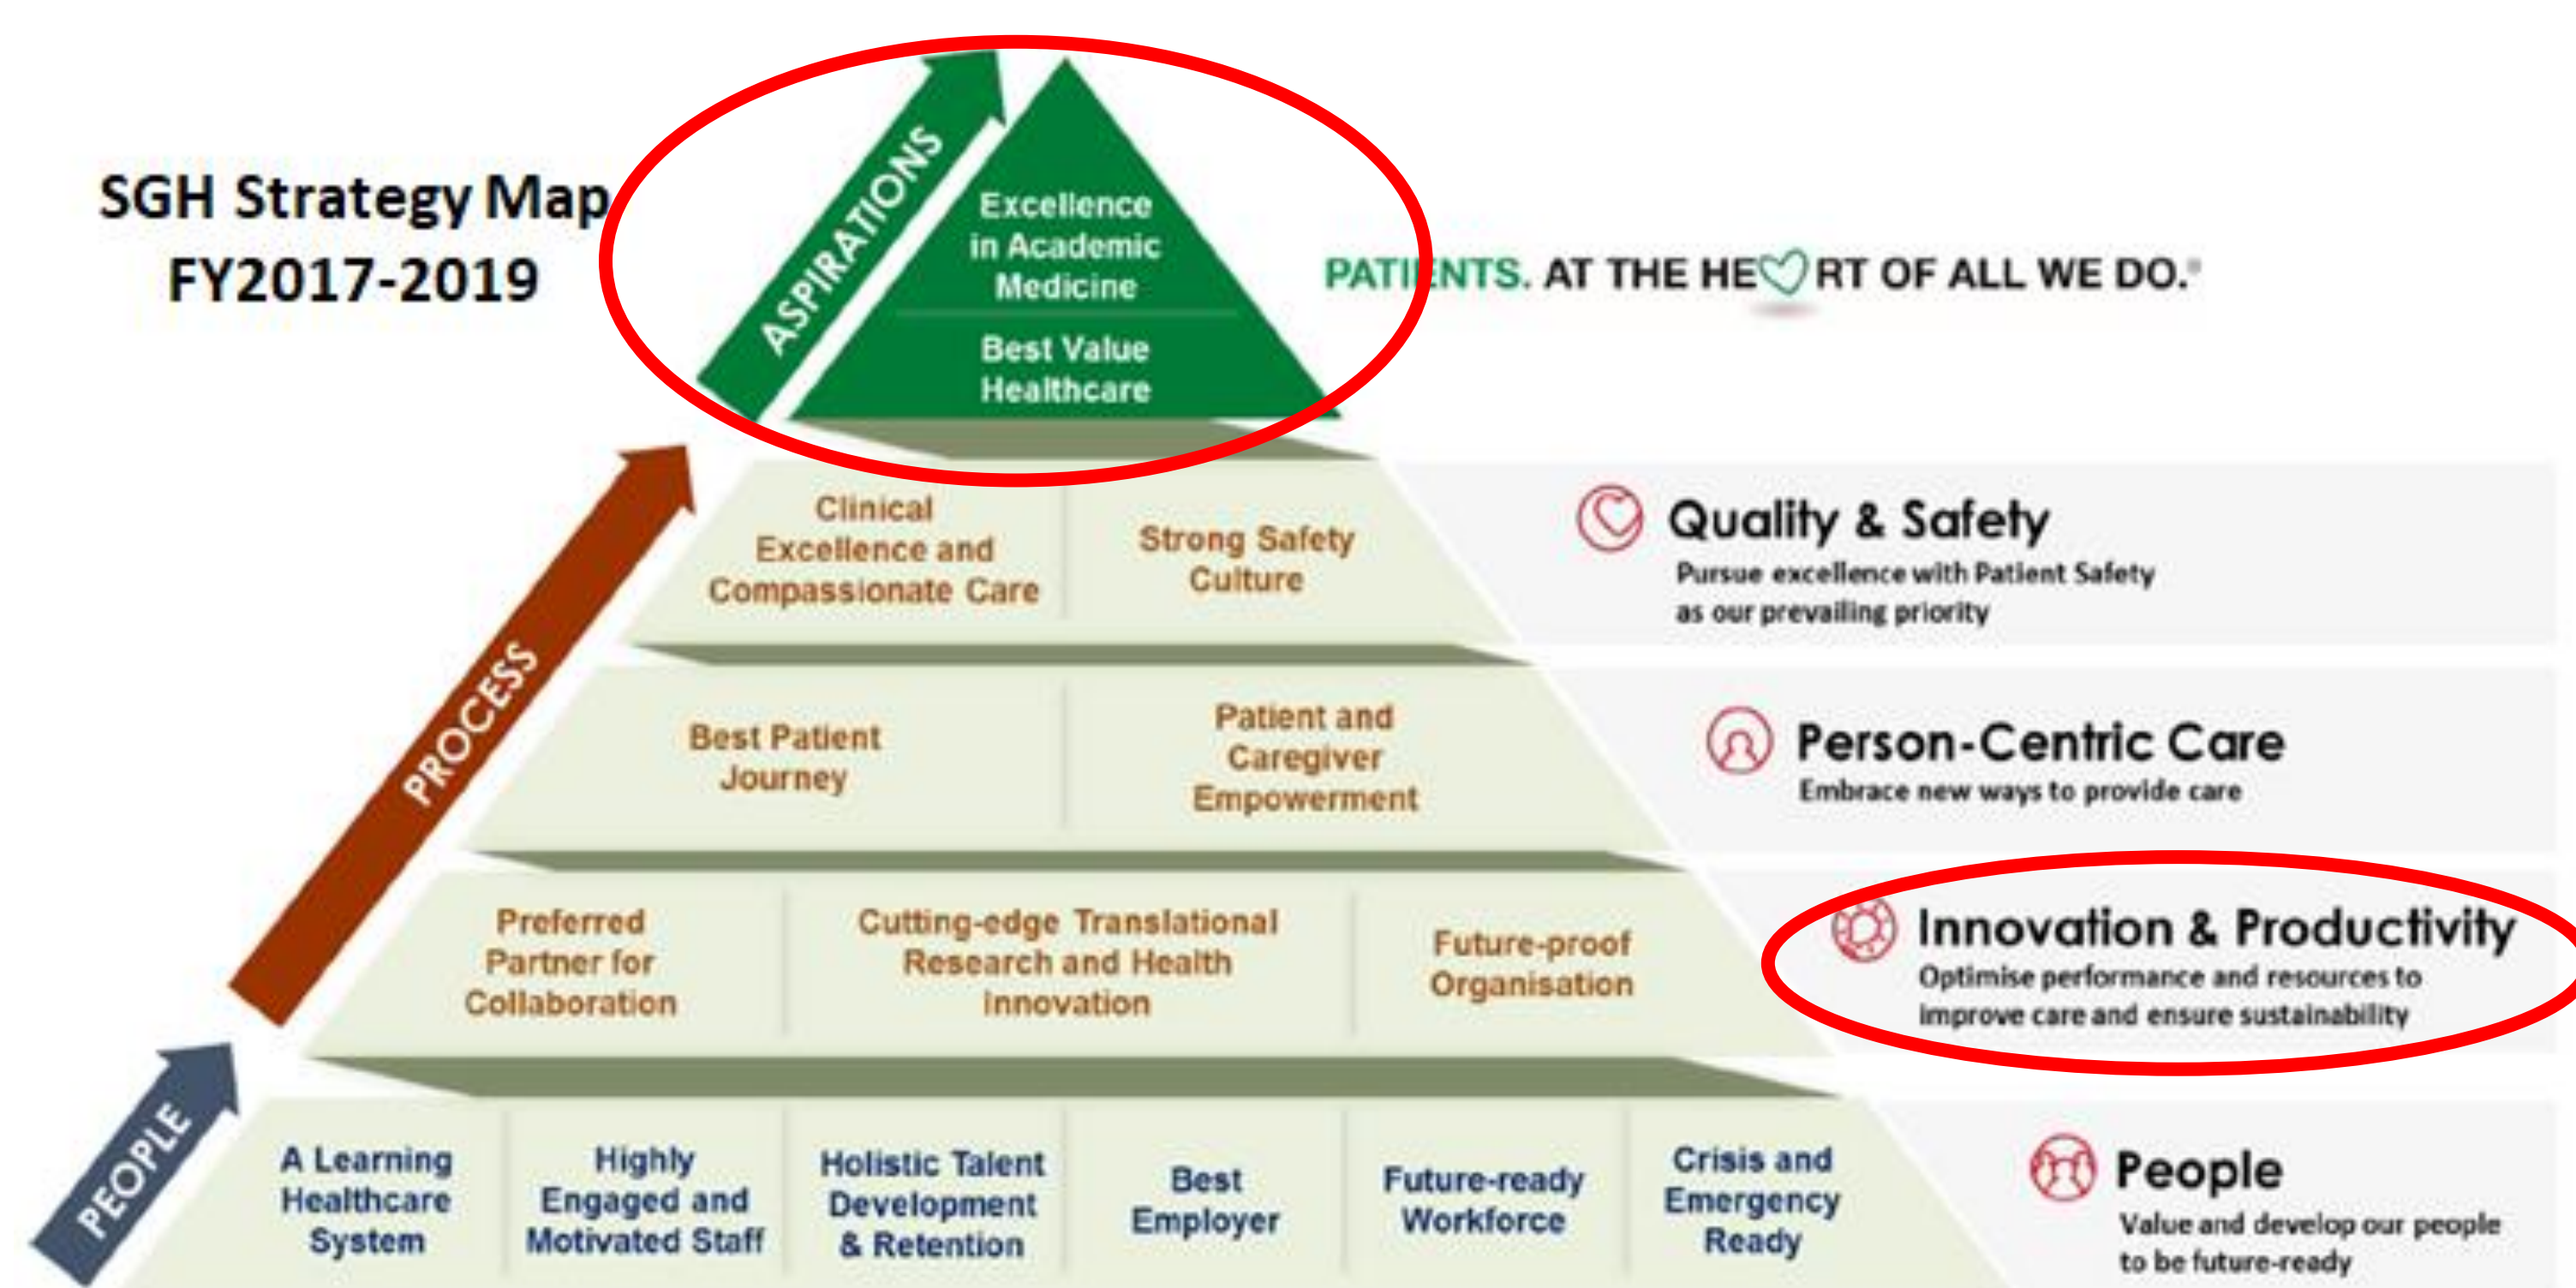 SGH Strategy Map
FY2017-2019
ASPIRATIONS
Excellence
in Academic
Medicine
Best Value
Healthcare
PATIENTS. AT THE HE RT OF ALL WE DO.®
PROCESS
Clinical
Excellence and
Compassionate Care
Strong Safety
Culture
Quality & Safety
Pursue excellence with Patient Safety
as our prevailing priority
Best Patient
Journey
Patient and
Caregiver
Empowerment
Person-Centric Care
Embrace new ways to provide care
Preferred
Partner for
Collaboration
Cutting-edge Translational
Research and Health
Innovation
Future-proof
Organisation
Innovation & Productivity
Optimise performance and resources to
improve care and ensure sustainability
PEOPLE
A Learning
Healthcare
System
Highly
Engaged and
Motivated Staff
Holistic Talent
Development
& Retention
Best
Employer
Future-ready
Workforce
Crisis and
Emergency
Ready
People
Value and develop our people
to be future-ready